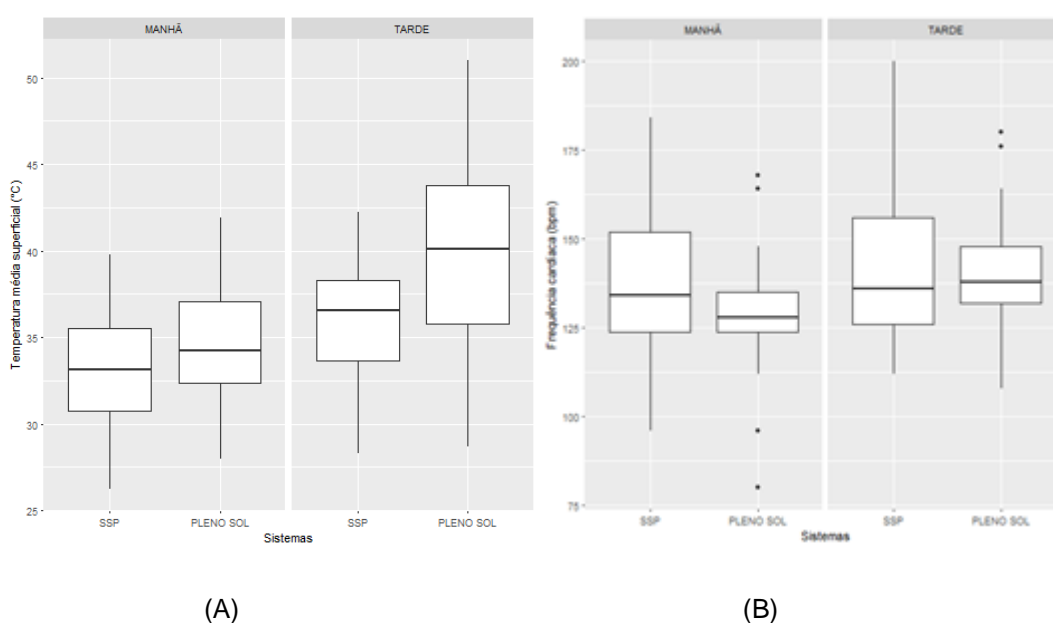 MANHÃ TARDE
Temperatura média superficial (°C)
50
45
40
35
30
25
SSP PLENO SOL SSP PLENO SOL
Sistemas
(A)
MANHÃ TARDE
Frequência cardíaca (bpm)
200
175
150
125
100
75
SSP PLENO SOL SSP PLENO SOL
Sistemas
(B)